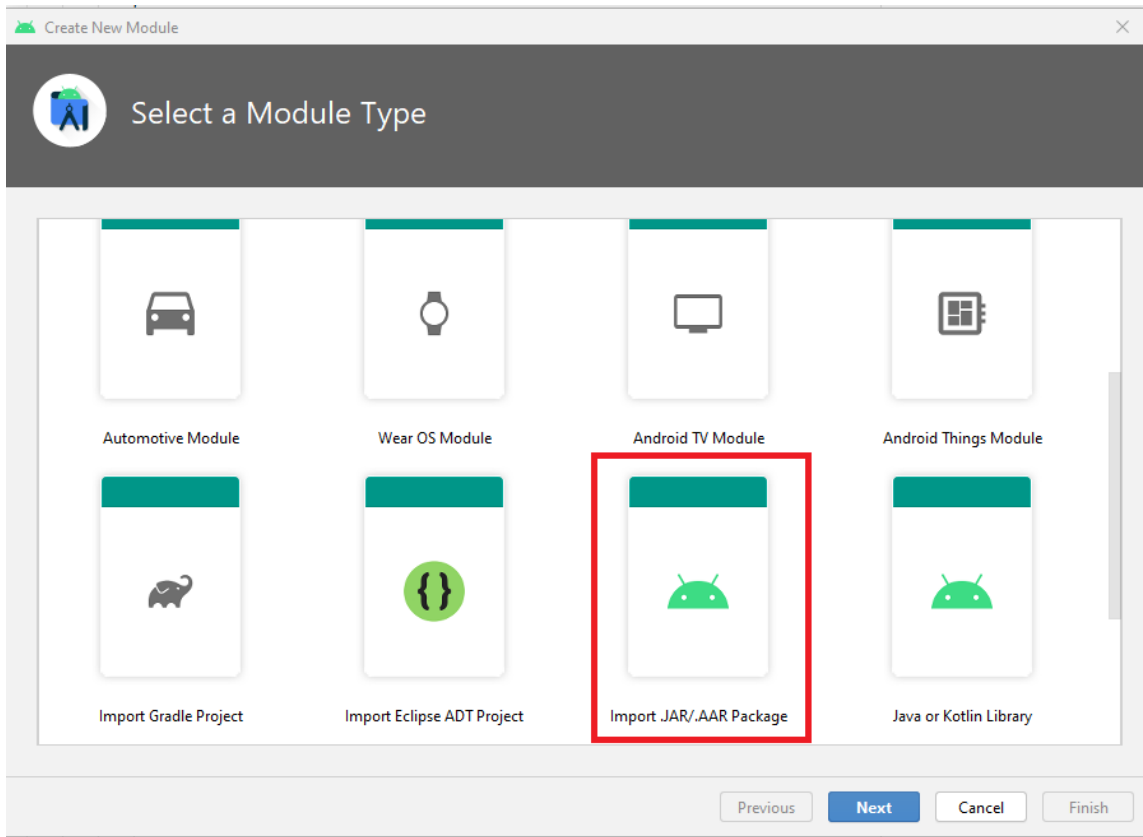 Create New Module
Select a Module Type
Automotive Module
Wear OS Module
Android TV Module
Android Things Module
Import Gradle Project
Import Eclipse ADT Project
Import .JAR/.AAR Package
Java or Kotlin Library
Previous
Next
Cancel
Finish